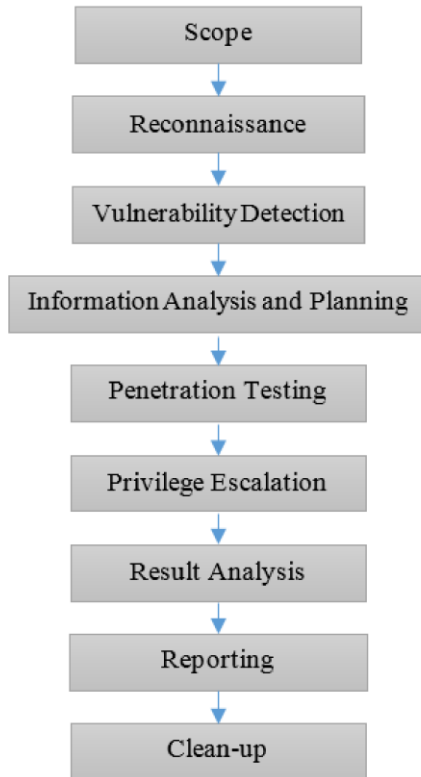 Scope
Reconnaissance
Vulnerability Detection
Information Analysis and Planning
Penetration Testing
Privilege Escalation
Result Analysis
Reporting
Clean-up